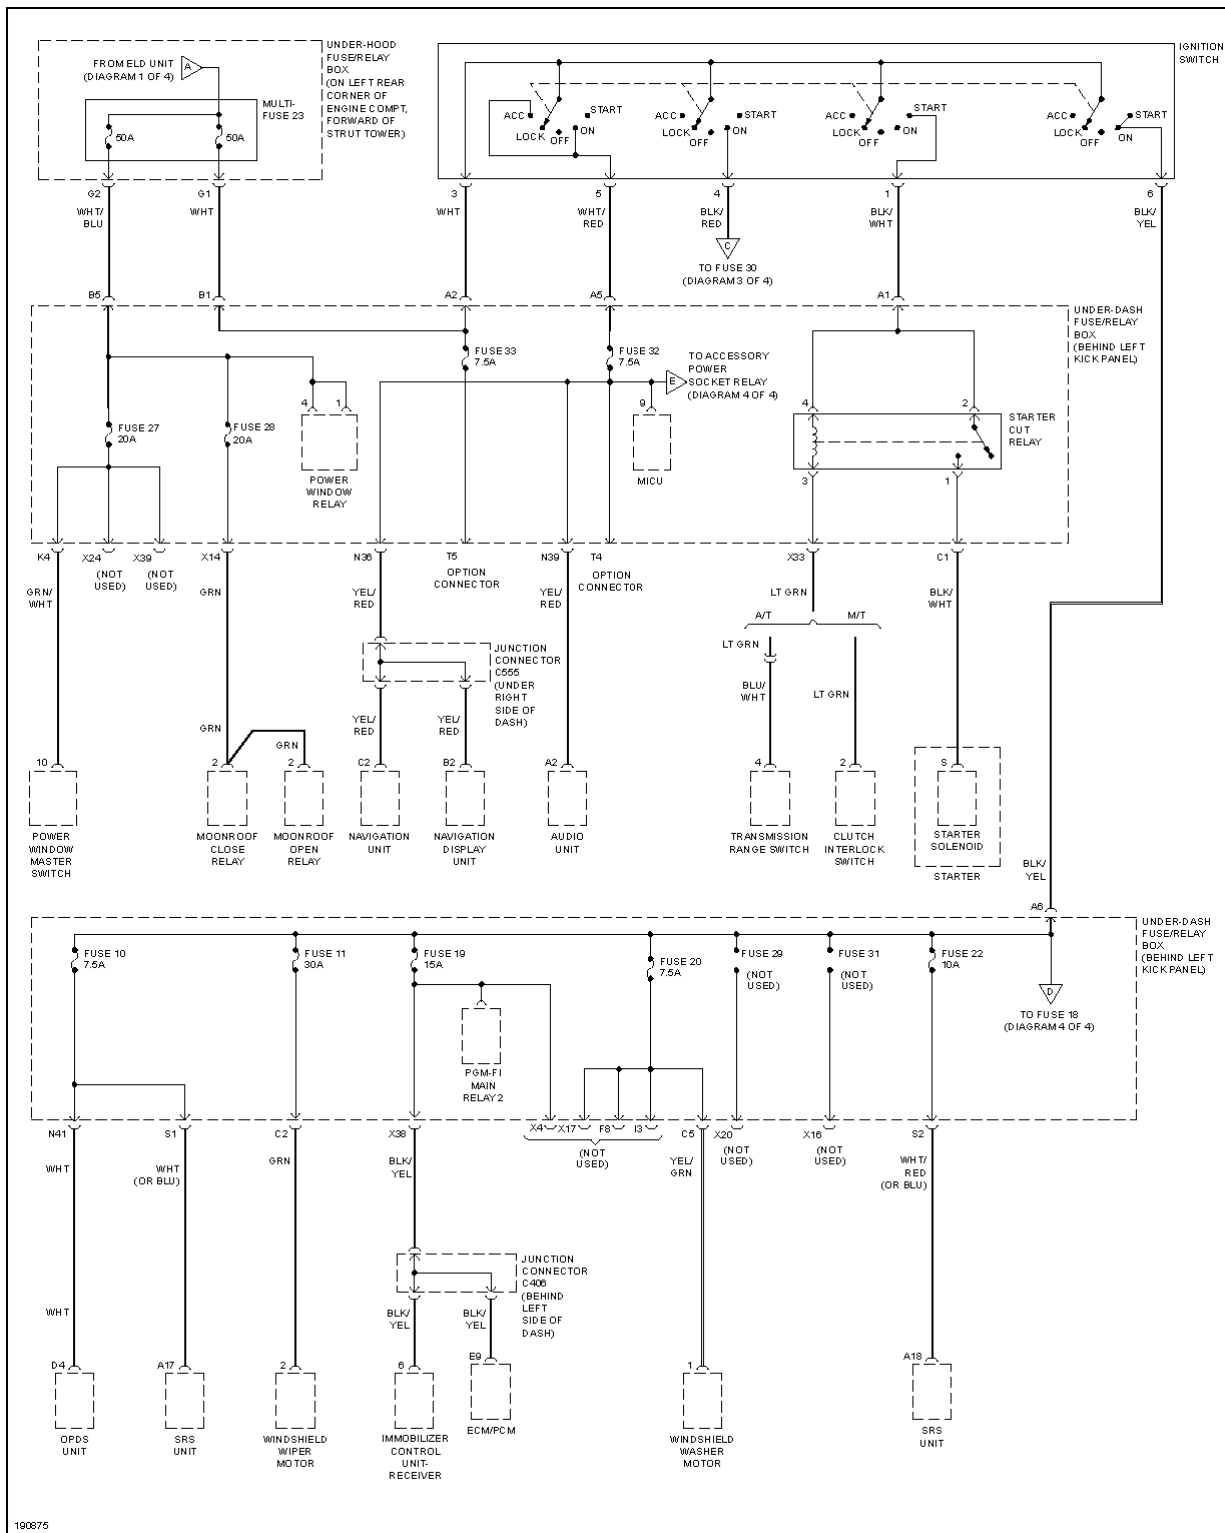 FROM ELD UNIT
(DIAGRAM 1 OF 4)
A
MULTI-
FUSE 23
50A
50A
UNDER-HOOD
FUSE/RELAY
BOX
(ON LEFT REAR
CORNER OF
ENGINE COMPT,
FORWARD OF
STRUT TOWER)
IGNITION
SWITCH
ACC
LOCK
OFF
ON
START
ACC
LOCK
OFF
ON
START
ACC
LOCK
OFF
ON
START
ACC
LOCK
OFF
ON
START
G2
G1
3
5
4
1
6
WHT/
BLU
WHT
WHT
WHT/
RED
BLK/
RED
BLK/
WHT
BLK/
YEL
C
TO FUSE 30
(DIAGRAM 3 OF 4)
B5
B1
A2
A5
A1
UNDER-DASH
FUSE/RELAY
BOX
(BEHIND LEFT
KICK PANEL)
FUSE 33
7.5A
FUSE 32
7.5A
TO ACCESSORY
POWER
SOCKET RELAY
(DIAGRAM 4 OF 4)
E
FUSE 27
20A
FUSE 28
20A
4
1
POWER
WINDOW
RELAY
9
MICU
4
2
STARTER
CUT
RELAY
3
1
K4
X24
X39
X14
N36
T5
N39
T4
X33
C1
(NOT
USED)
(NOT
USED)
OPTION
CONNECTOR
OPTION
CONNECTOR
GRN/
WHT
GRN
YEL/
RED
YEL/
RED
LT GRN
BLK/
WHT
A/T
M/T
LT GRN
BLU/
WHT
LT GRN
JUNCTION
CONNECTOR
C555
(UNDER
RIGHT
SIDE OF
DASH)
GRN
GRN
YEL/
RED
YEL/
RED
10
2
2
C2
B2
A2
4
2
S
POWER
WINDOW
MASTER
SWITCH
MOONROOF
CLOSE
RELAY
MOONROOF
OPEN
RELAY
NAVIGATION
UNIT
NAVIGATION
DISPLAY
UNIT
AUDIO
UNIT
TRANSMISSION
RANGE SWITCH
CLUTCH
INTERLOCK
SWITCH
STARTER
SOLENOID
STARTER
BLK/
YEL
A6
UNDER-DASH
FUSE/RELAY
BOX
(BEHIND LEFT
KICK PANEL)
FUSE 10
7.5A
FUSE 11
30A
FUSE 19
15A
FUSE 20
7.5A
FUSE 29
(NOT
USED)
FUSE 31
(NOT
USED)
FUSE 22
10A
D
TO FUSE 18
(DIAGRAM 4 OF 4)
PGM-FI
MAIN
RELAY 2
N41
S1
C2
X38
X4
X17
F8
I3
C5
X20
X16
S2
(NOT
USED)
(NOT
USED)
(NOT
USED)
WHT
WHT
(OR BLU)
GRN
BLK/
YEL
YEL/
GRN
WHT/
RED
(OR BLU)
JUNCTION
CONNECTOR
C406
(BEHIND
LEFT
SIDE OF
DASH)
WHT
BLK/
YEL
BLK/
YEL
D4
A17
2
6
E9
1
A18
OPDS
UNIT
SRS
UNIT
WINDSHIELD
WIPER
MOTOR
IMMOBILIZER
CONTROL
UNIT-
RECEIVER
ECM/PCM
WINDSHIELD
WASHER
MOTOR
SRS
UNIT
190875